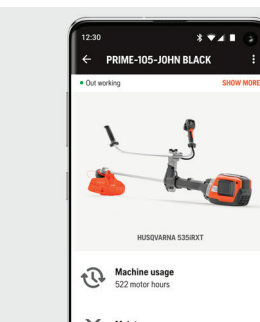 12:30
PRIME-105-JOHN BLACK
Out working
SHOW MORE
HUSQVARNA 535iRXT
Machine usage
522 motor hours